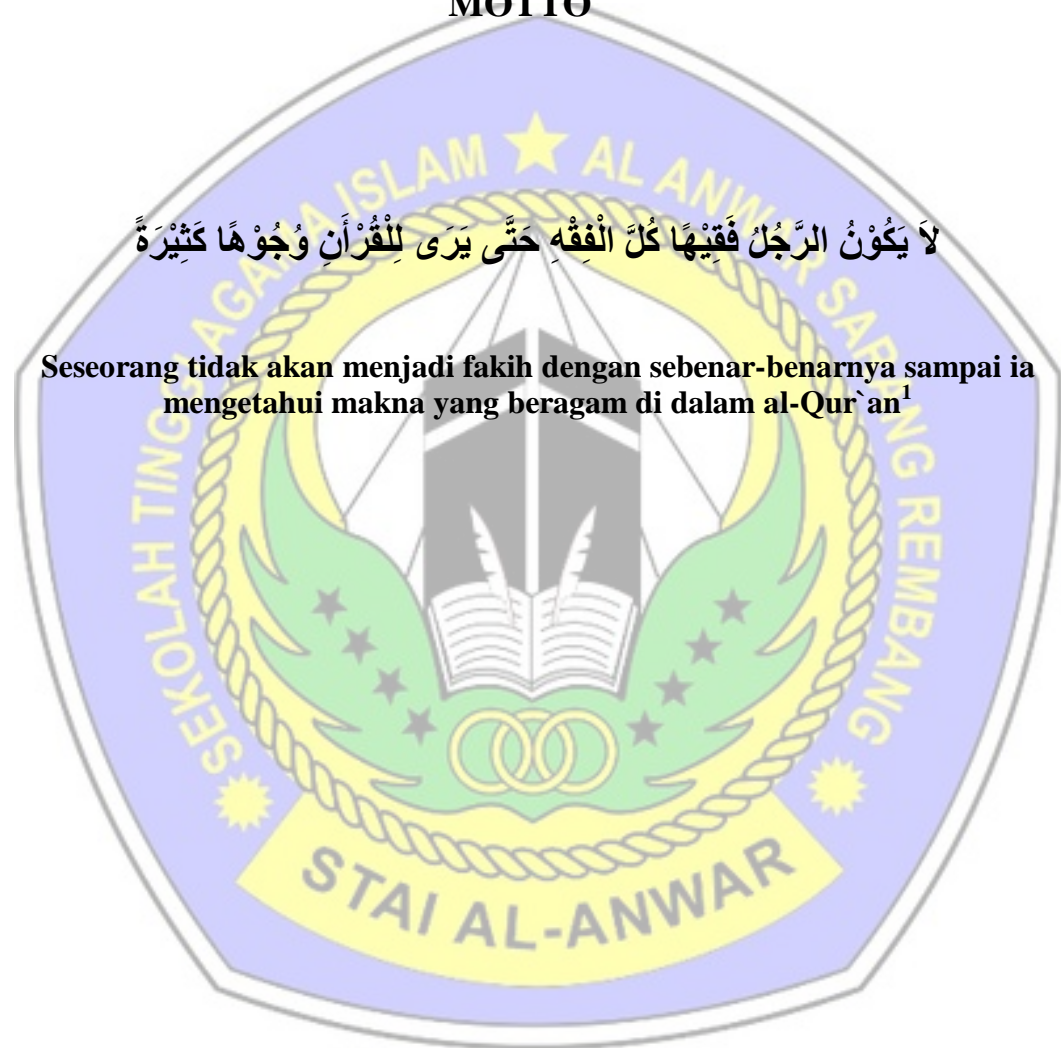 MOTTO
لاَ يَكُوْنُ الرَّجُلُ فَقِيْهًا كُلَّ الْفِقْهِ حَتَّى يَرَى لِلْقُرْأَنِ وُجُوْهًا كَثِيْرَةً
Seseorang tidak akan menjadi fakih dengan sebenar-benarnya sampai ia
mengetahui makna yang beragam di dalam al-Qur`an1
SEKOLAH TINGGI AGAMA ISLAM ★ AL ANWAR SARANG REMBANG
STAI AL-ANWAR